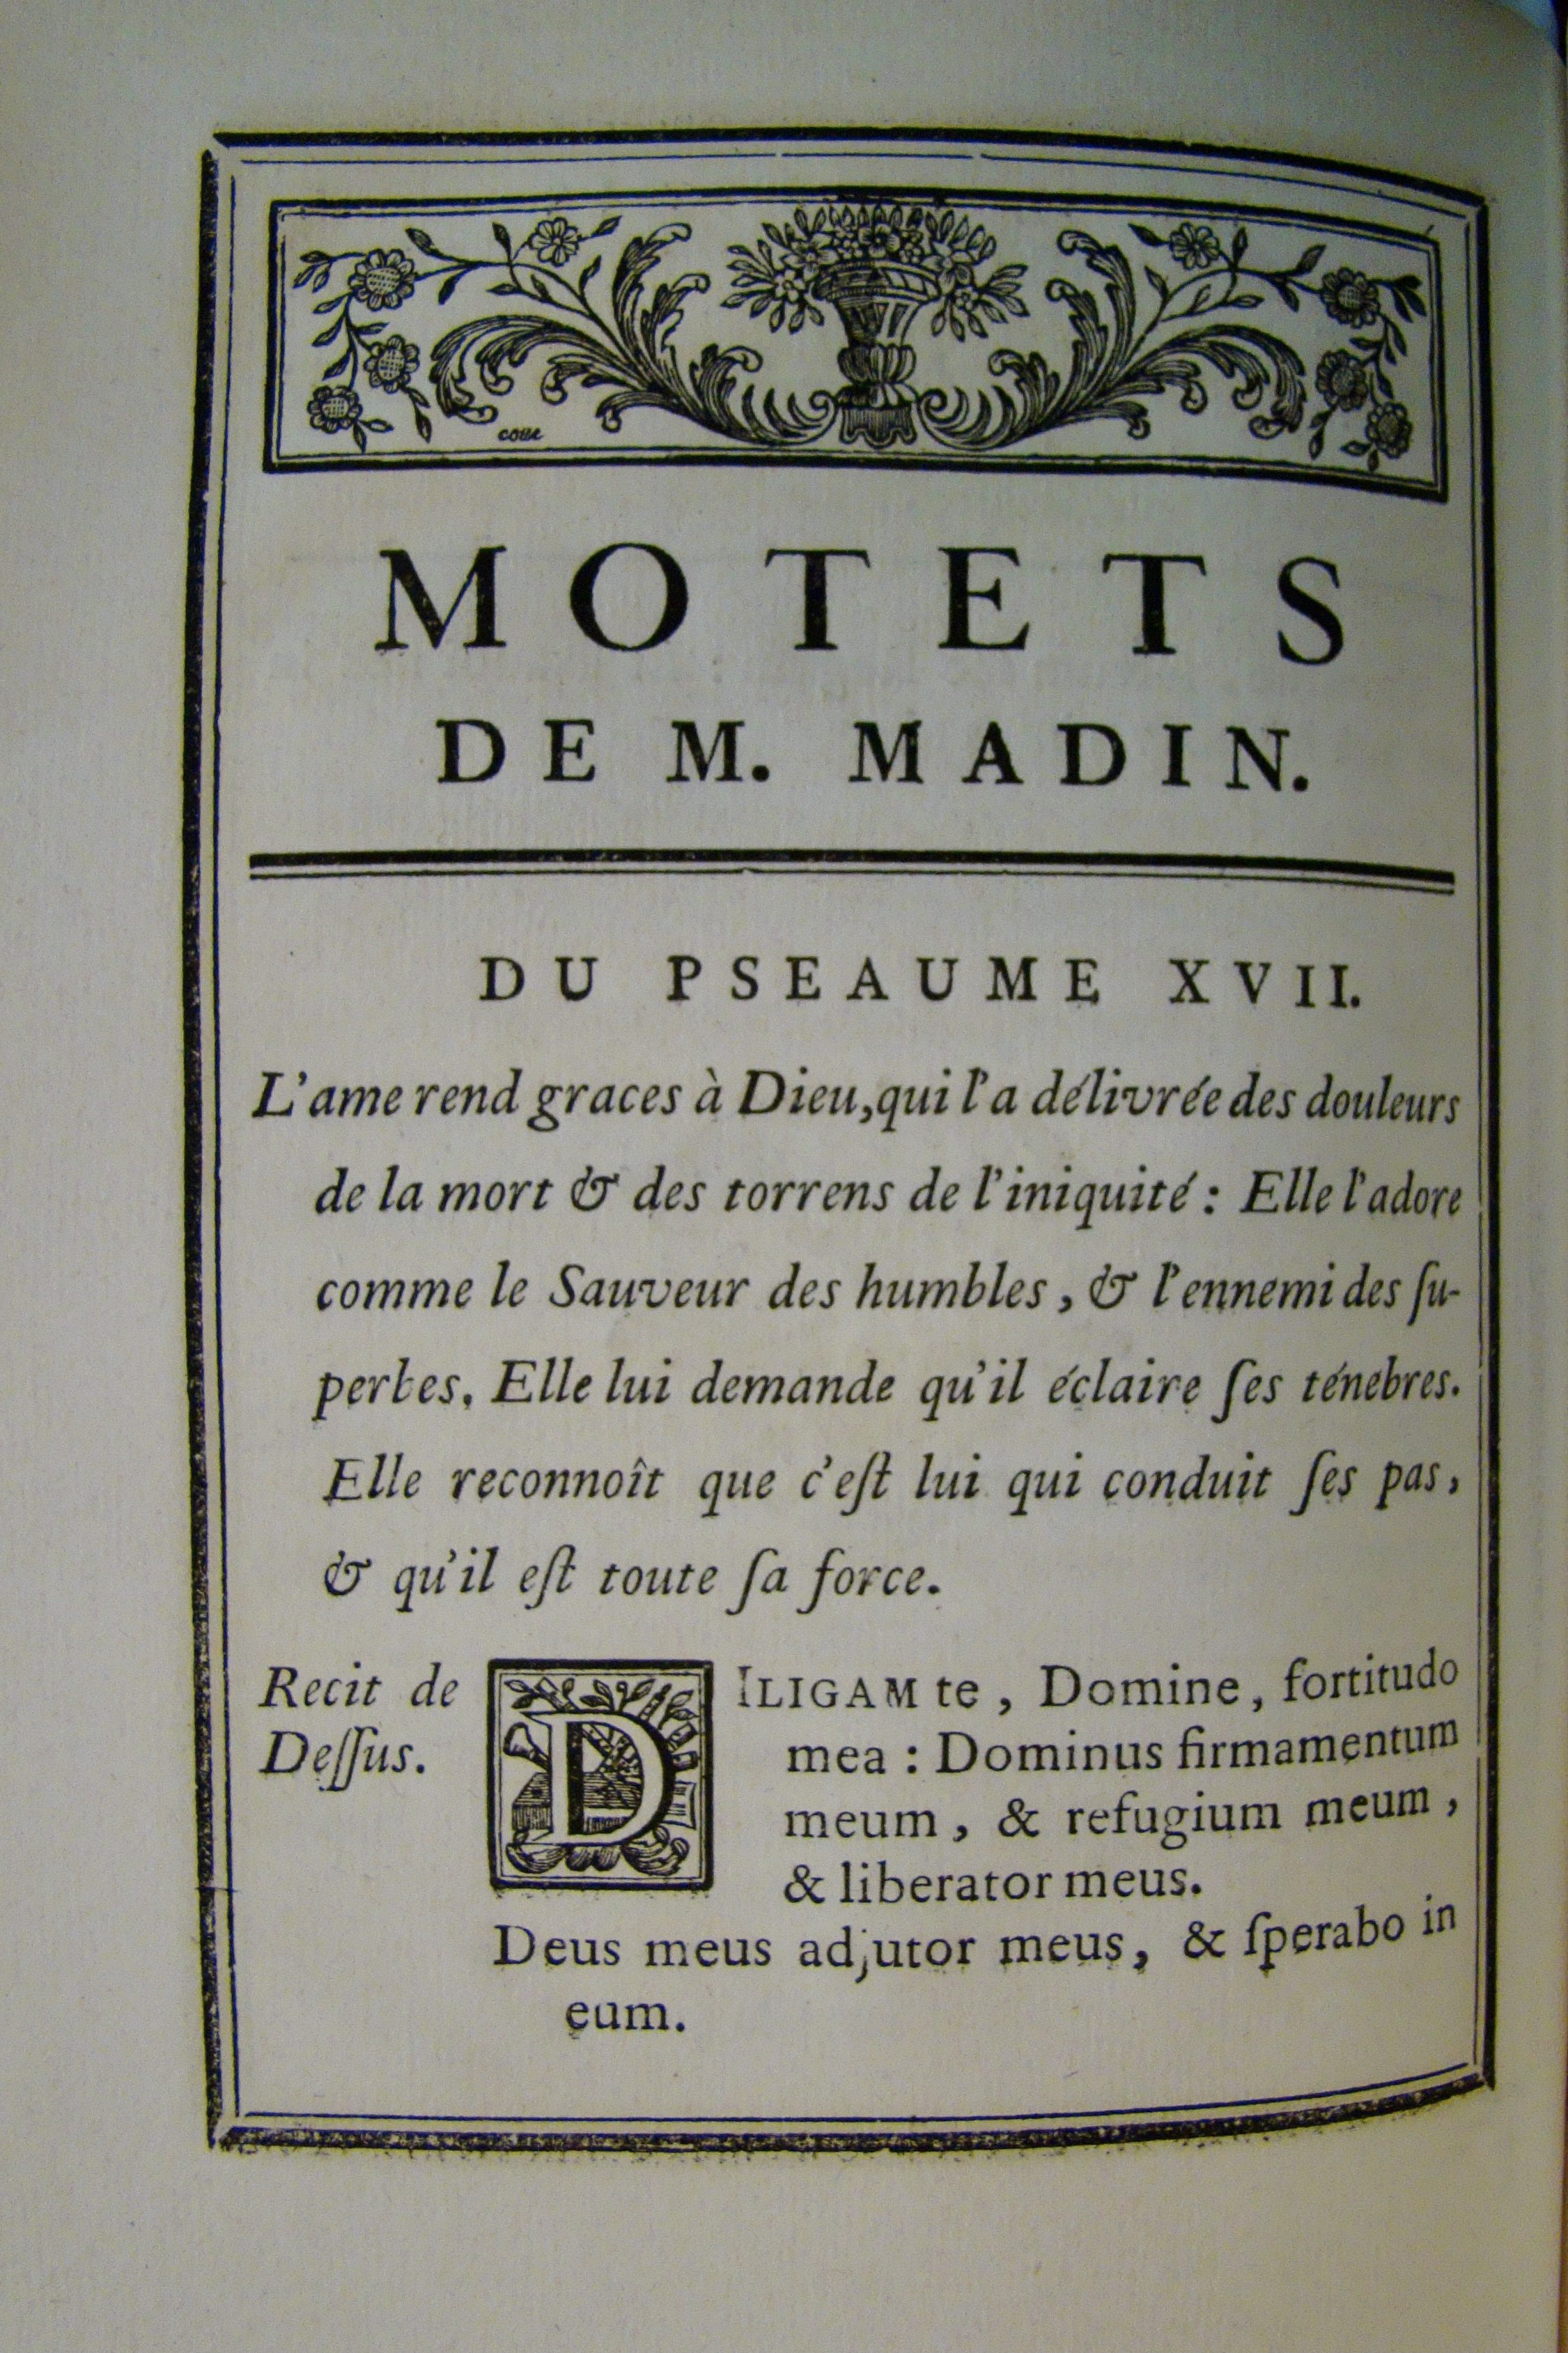 MOTETS
DE M. MADIN.
DU PSEAUME XVII.
L'ame rend graces à Dieu, qui l'a délivrée des douleurs
de la mort & des torrens de l'iniquité : Elle l'adore
comme le Sauveur des humbles, & l'ennemi des ſu-
perbes. Elle lui demande qu'il éclaire ſes ténebres.
Elle reconnoît que c'eſt lui qui conduit ſes pas,
& qu'il eſt toute ſa force.
Recit de
Deſſus.
DILIGAM te, Domine, fortitudo
mea : Dominus firmamentum
meum, & refugium meum,
& liberator meus.
Deus meus adjutor meus, & ſperabo in
eum.